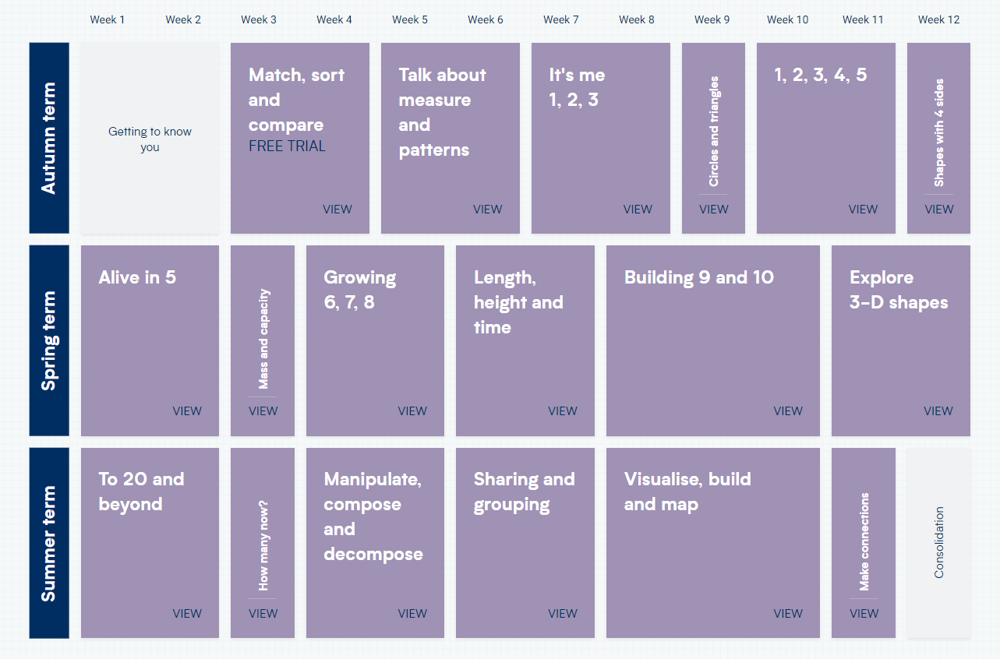 Week 1 Week 2 Week 3 Week 4 Week 5 Week 6 Week 7 Week 8 Week 9 Week 10 Week 11 Week 12
Autumn term
Getting to know
you
Match, sort
and
compare
FREE TRIAL
VIEW
Talk about
measure
and
patterns
VIEW
It's me
1, 2, 3
VIEW
Circles and triangles
VIEW
1, 2, 3, 4, 5
VIEW
Shapes with 4 sides
VIEW
Spring term
Alive in 5
VIEW
Mass and capacity
VIEW
Growing
6, 7, 8
VIEW
Length,
height and
time
VIEW
Building 9 and 10
VIEW
Explore
3-D shapes
VIEW
Summer term
To 20 and
beyond
VIEW
How many now?
VIEW
Manipulate,
compose
and
decompose
VIEW
Sharing and
grouping
VIEW
Visualise, build
and map
VIEW
Make connections
VIEW
Consolidation